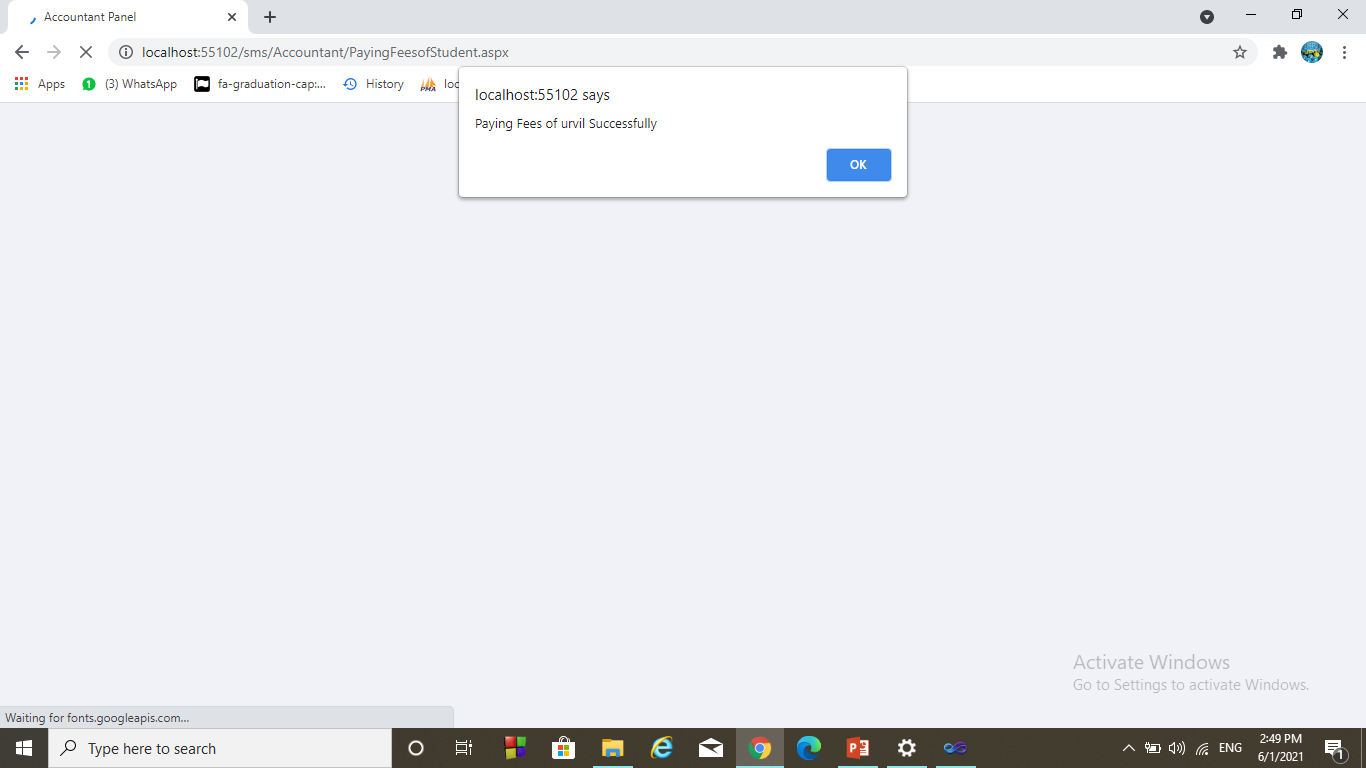 Accountant Panel
localhost:55102/sms/Accountant/PayingFeesofStudent.aspx
Apps
1
(3) WhatsApp
fa-graduation-cap:...
History
PMA
loc
localhost:55102 says
Paying Fees of urvil Successfully
OK
Activate Windows
Go to Settings to activate Windows.
Waiting for fonts.googleapis.com...
Type here to search
ENG
2:49 PM
6/1/2021
1